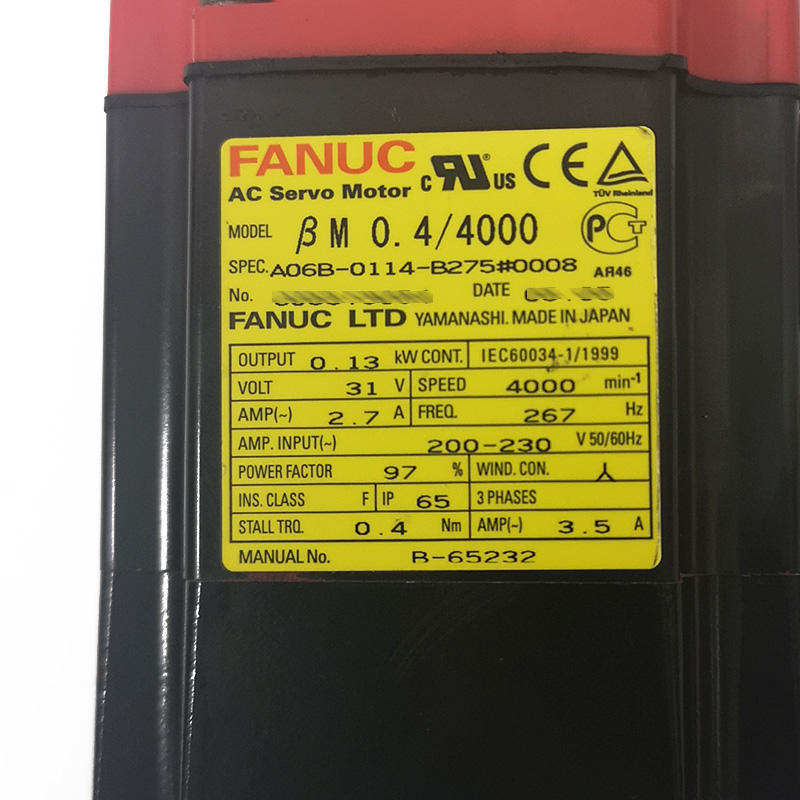 FANUC
AC Servo Motor
c RU® US CE
TÜV Rheinland
MODEL βM 0.4/4000
PCT
SPEC. A06B-0114-B275#0008 AЯ46
No. DATE
FANUC LTD YAMANASHI. MADE IN JAPAN
OUTPUT 0.13 kW CONT. IEC60034-1/1999
VOLT 31 V SPEED 4000 min-1
AMP(~) 2.7 A FREQ. 267 Hz
AMP. INPUT(~) 200-230 V 50/60Hz
POWER FACTOR 97 % WIND. CON.
INS. CLASS F IP 65 3 PHASES
STALL TRQ. 0.4 Nm AMP(~) 3.5 A
MANUAL No. B-65232